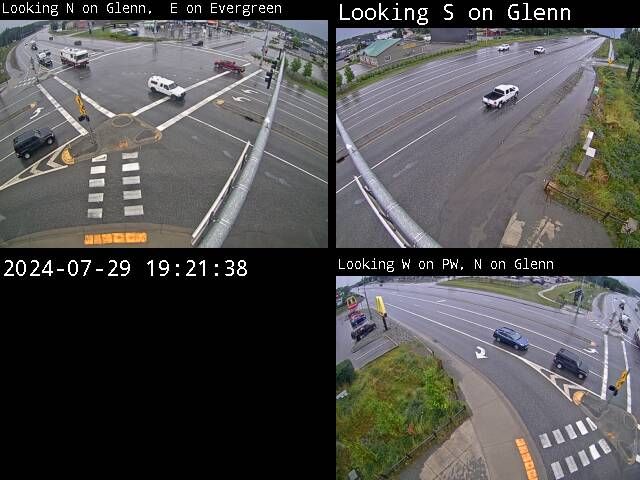 Looking N on Glenn,  E on Evergreen
Looking S on Glenn
2024-07-29 19:21:38
Looking W on PW, N on Glenn